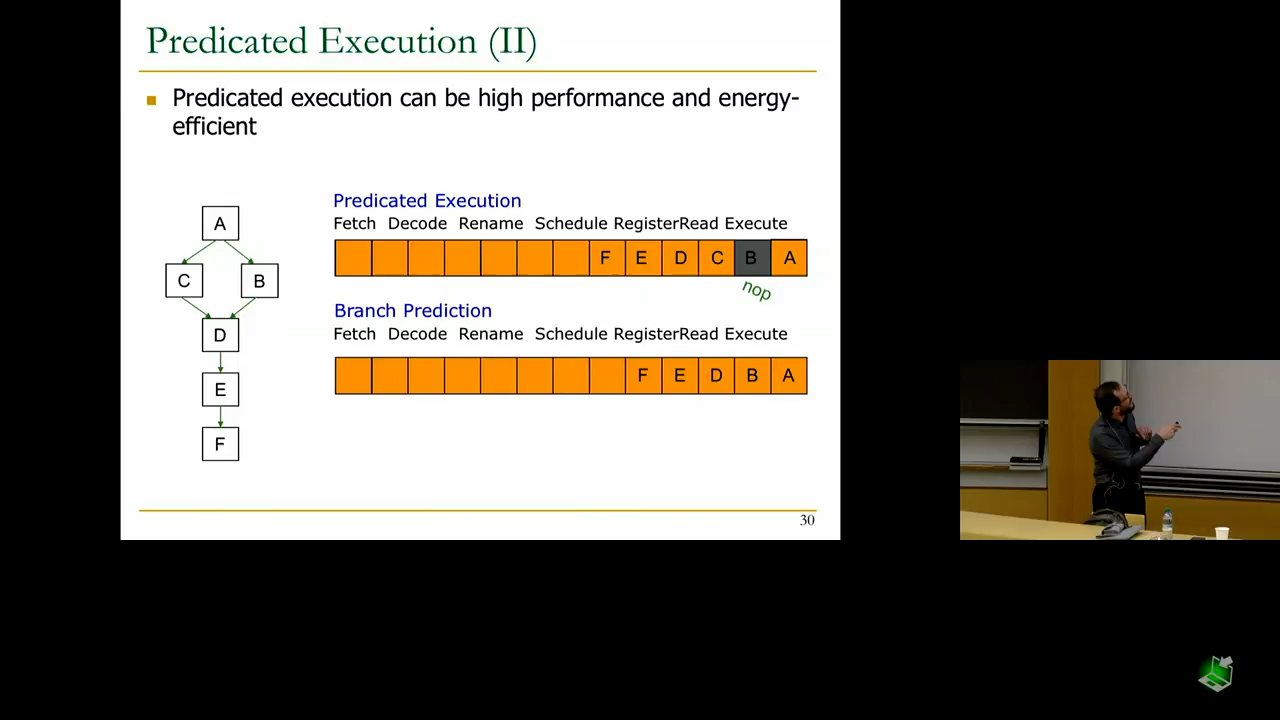 Predicated Execution (II)
Predicated execution can be high performance and energy-
efficient
Predicated Execution
Fetch Decode Rename Schedule RegisterRead Execute
F E D C B A
nop
Branch Prediction
Fetch Decode Rename Schedule RegisterRead Execute
F E D B A
A
C B
D
E
F
30